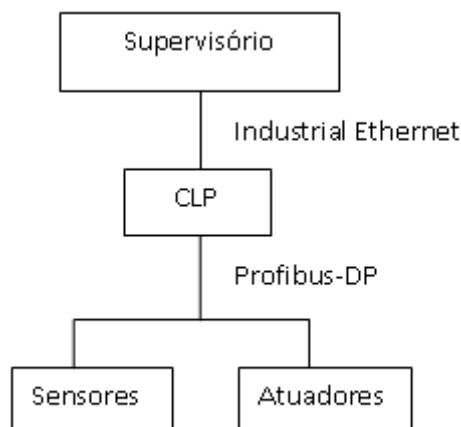 Supervisório
Industrial Ethernet
CLP
Profibus-DP
Sensores
Atuadores